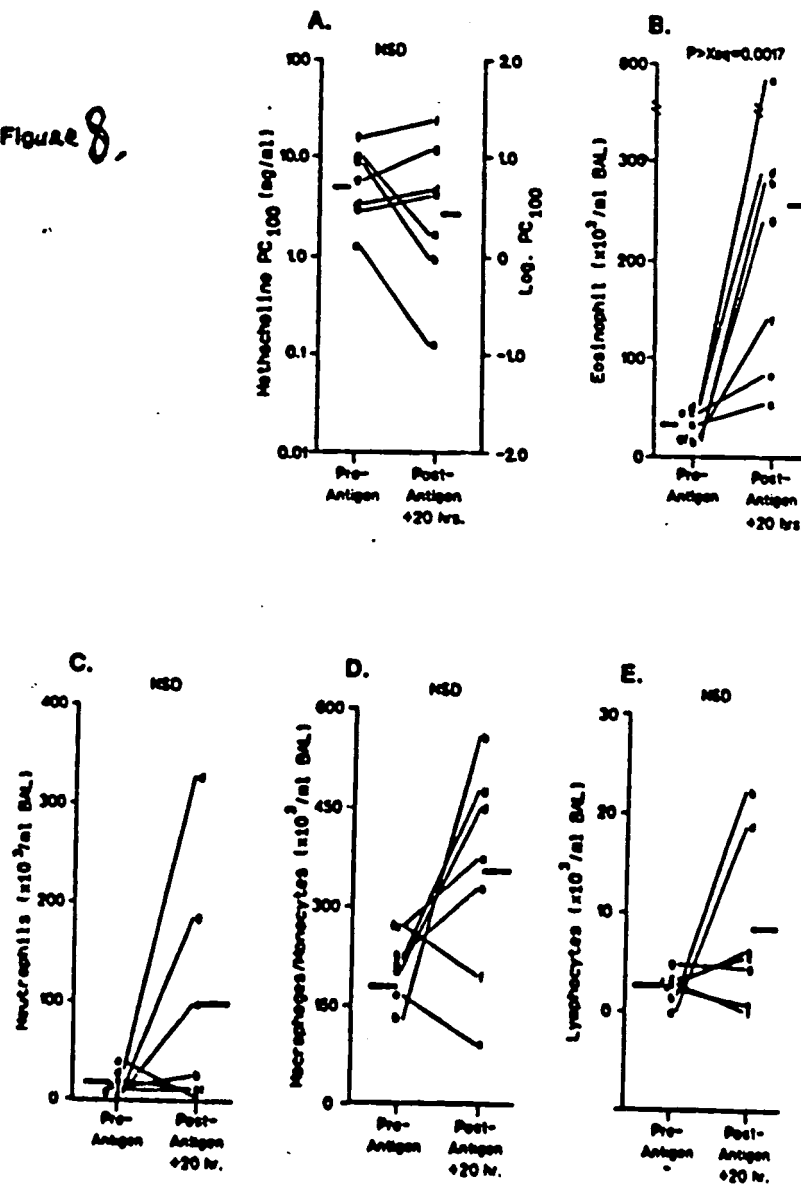 Figure 8,
A.
NSD
Methacholine PC100 (mg/ml)
100
10.0
1.0
0.1
0.01
2.0
1.0
0
-1.0
-2.0
Log. PC100
Pre-
Antigen
Post-
Antigen
+20 hrs.
B.
P>Xsq=0.0017
Eosinophil (x10³/ml BAL)
300
200
100
0
Pre-
Antigen
Post-
Antigen
+20 hrs
C.
NSD
Neutrophils (x10³/ml BAL)
400
300
200
100
0
Pre-
Antigen
Post-
Antigen
+20 hr.
D.
NSD
Macrophages/Monocytes (x10³/ml BAL)
600
450
300
150
0
Pre-
Antigen
Post-
Antigen
+20 hr.
E.
NSD
Lymphocytes (x10³/ml BAL)
30
20
10
0
Pre-
Antigen
Post-
Antigen
+20 hr.